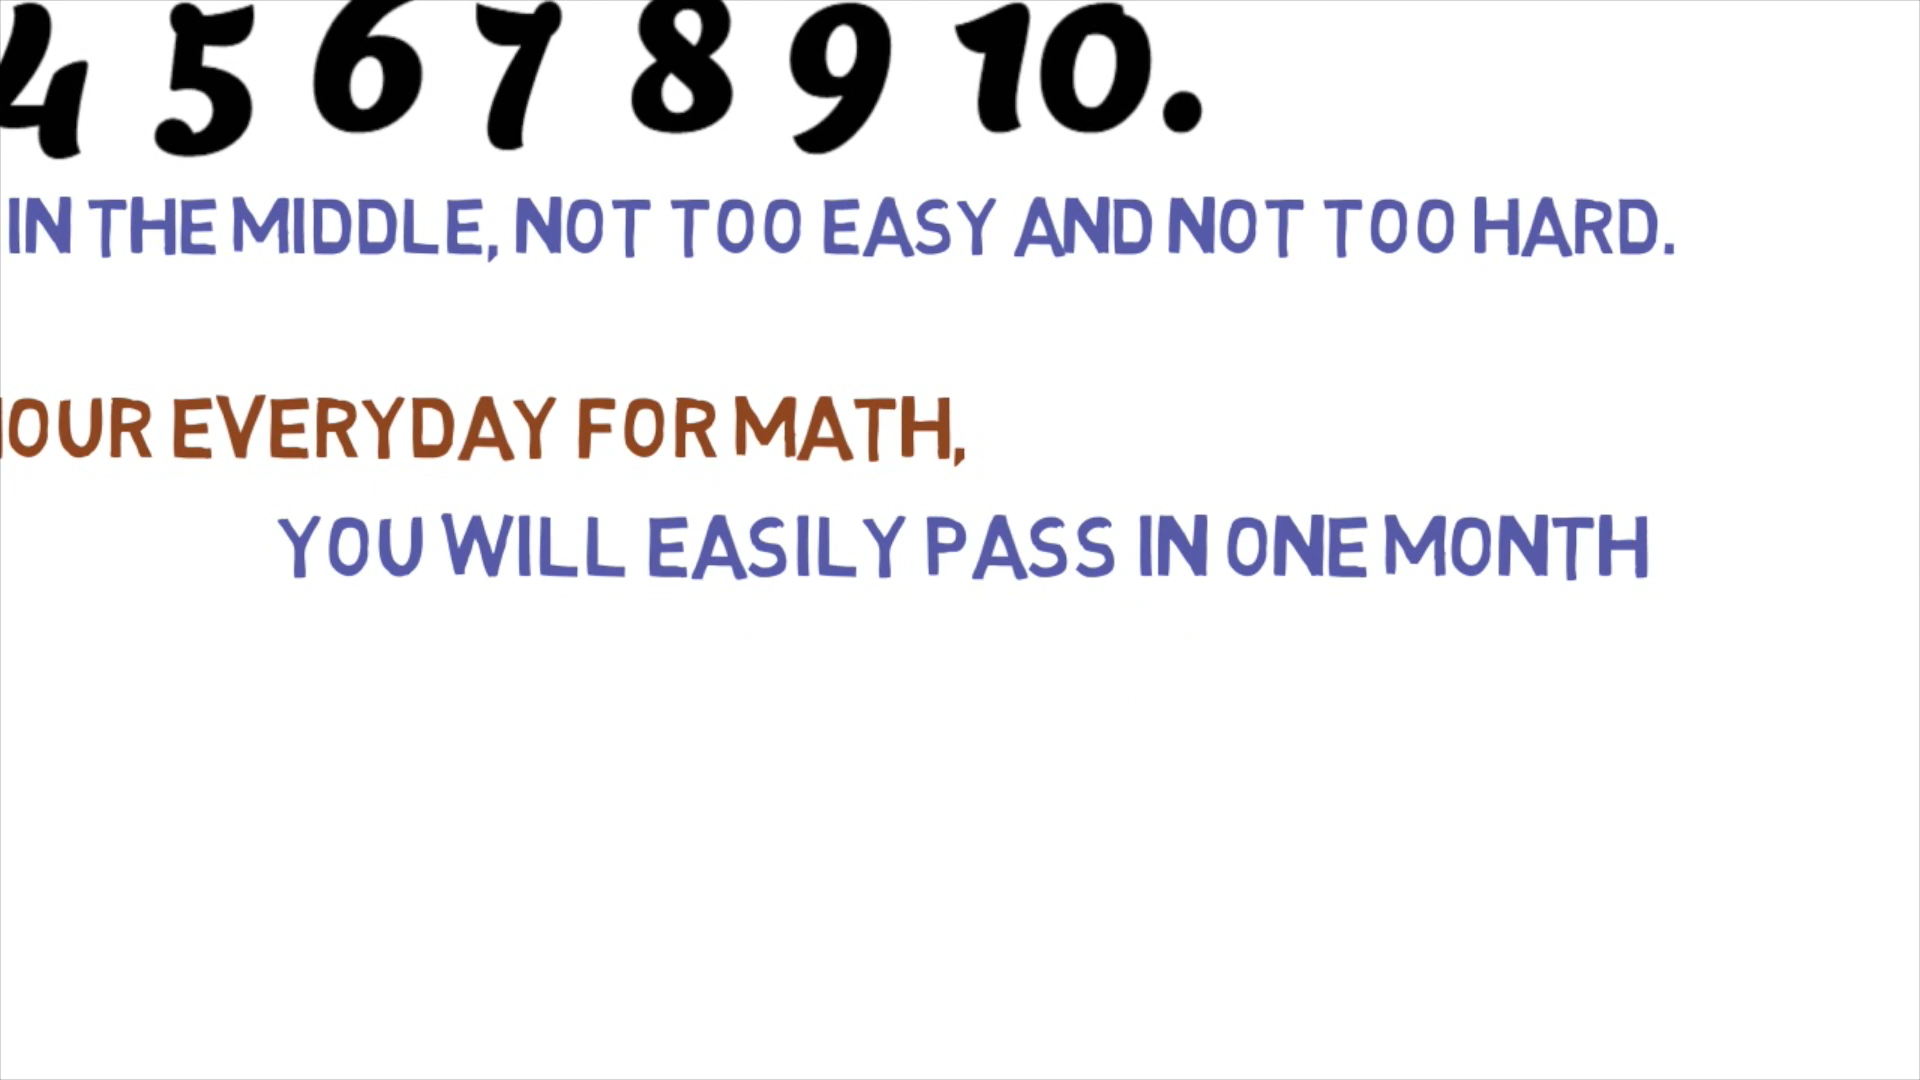 4 5 6 7 8 9 10.
IN THE MIDDLE, NOT TOO EASY AND NOT TOO HARD.
EVERYDAY FOR MATH,
YOU WILL EASILY PASS IN ONE MONTH